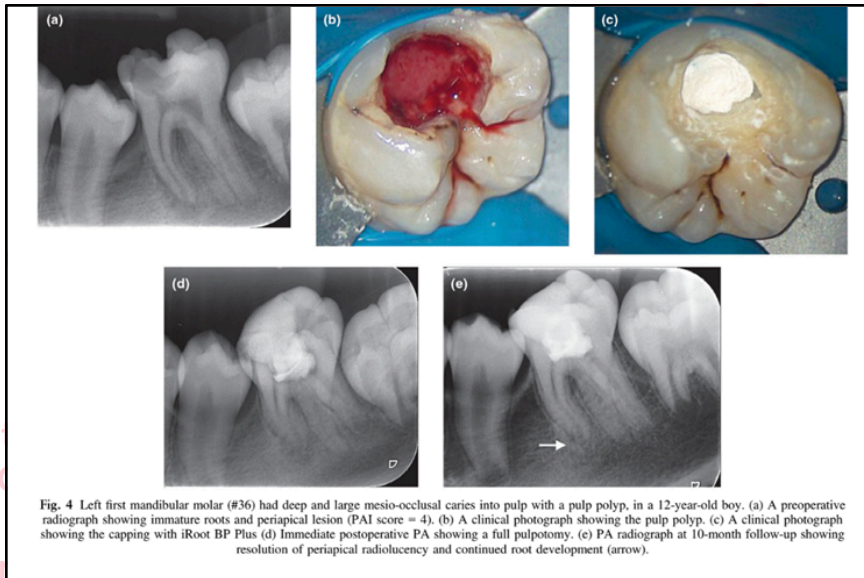 (a)
(b)
(c)
(d)
(e)
Fig. 4 Left first mandibular molar (#36) had deep and large mesio-occlusal caries into pulp with a pulp polyp, in a 12-year-old boy. (a) A preoperative
radiograph showing immature roots and periapical lesion (PAI score = 4). (b) A clinical photograph showing the pulp polyp. (c) A clinical photograph
showing the capping with iRoot BP Plus (d) Immediate postoperative PA showing a full pulpotomy. (e) PA radiograph at 10-month follow-up showing
resolution of periapical radiolucency and continued root development (arrow).